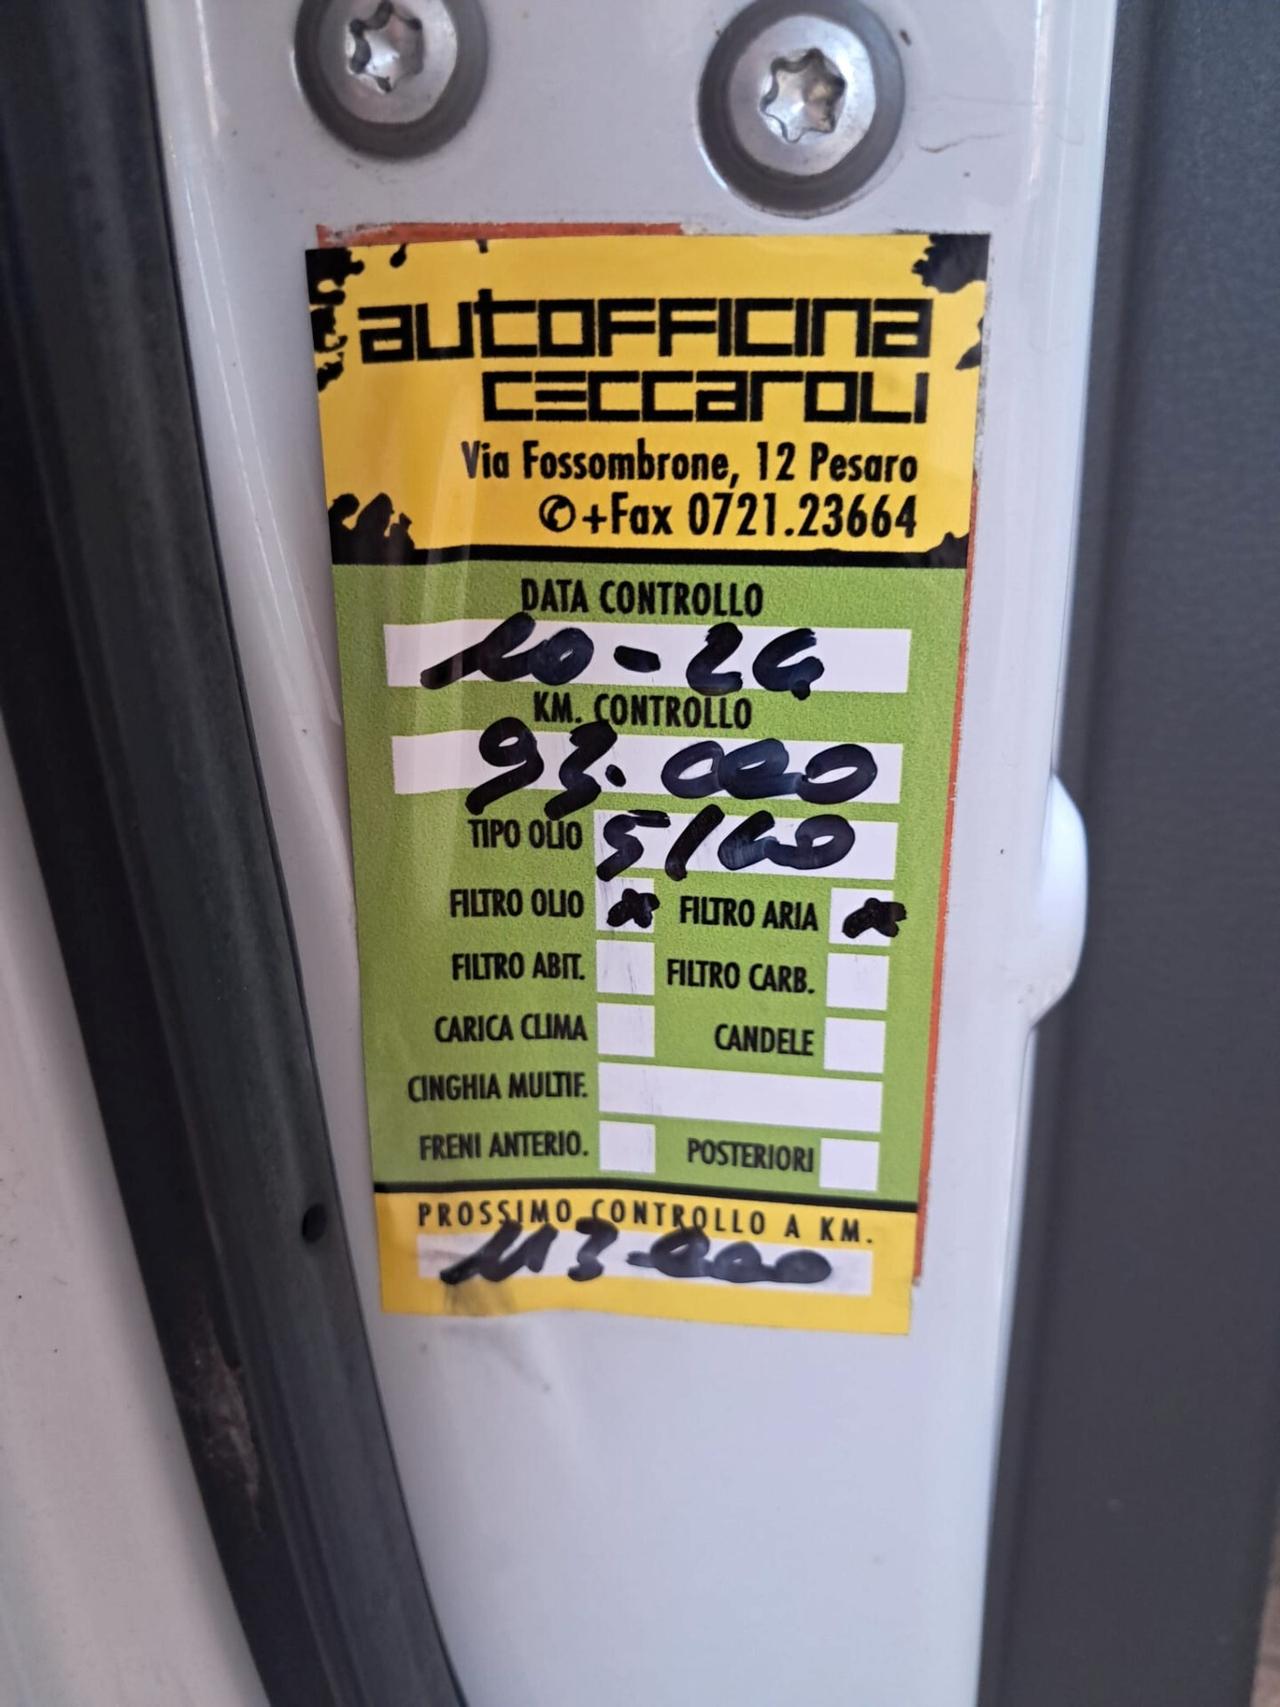 autofficina
ceccaroli
Via Fossombrone, 12 Pesaro
✆+Fax 0721.23664
DATA CONTROLLO
10-24
KM. CONTROLLO
93.000
TIPO OLIO 5/40
FILTRO OLIO x FILTRO ARIA x
FILTRO ABIT. FILTRO CARB.
CARICA CLIMA CANDELE
CINGHIA MULTIF.
FRENI ANTERIO. POSTERIORI
PROSSIMO CONTROLLO A KM.
113.000